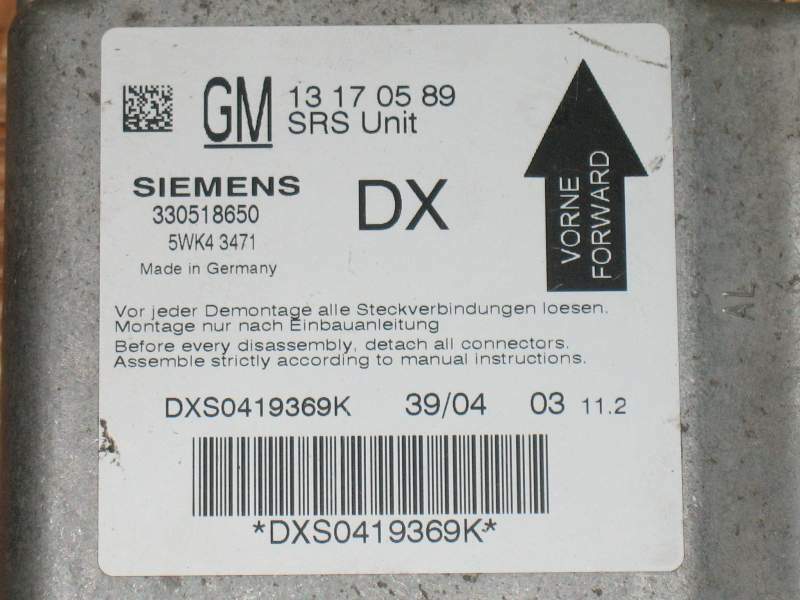 GM 13 17 05 89
SRS Unit
SIEMENS
330518650
5WK4 3471
Made in Germany
DX
VORNE
FORWARD
Vor jeder Demontage alle Steckverbindungen loesen.
Montage nur nach Einbauanleitung
Before every disassembly, detach all connectors.
Assemble strictly according to manual instructions.
DXS0419369K 39/04 03 11.2
*DXS0419369K*
AL